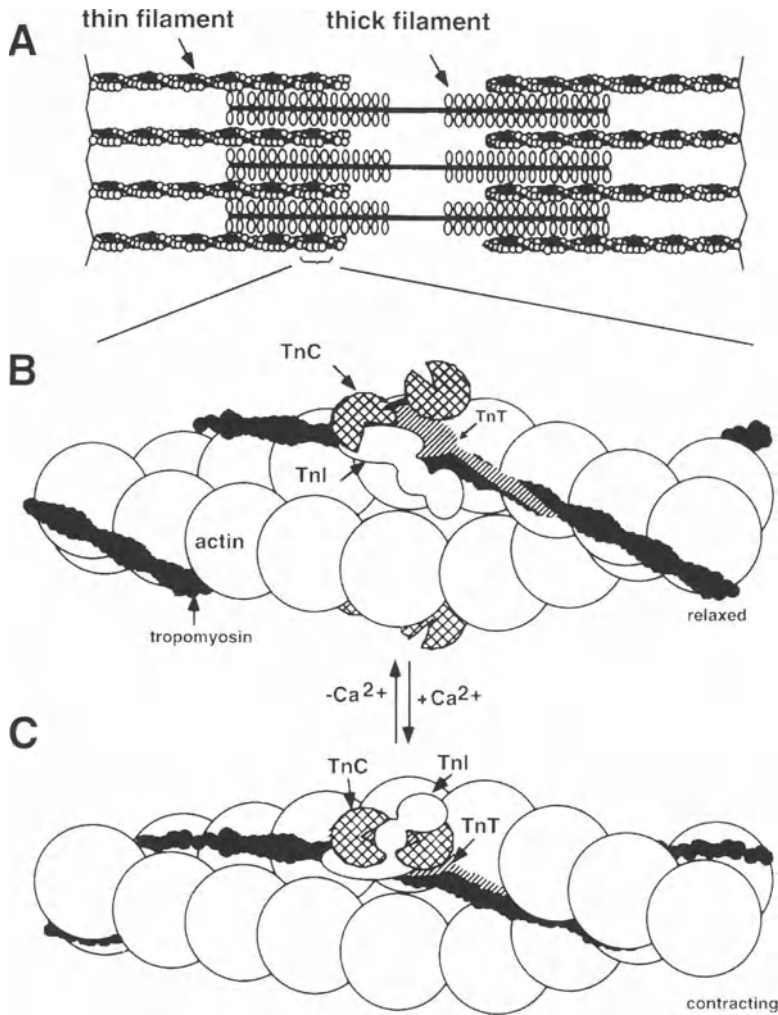 A
thin filament
thick filament
B
TnC
TnT
TnI
actin
tropomyosin
relaxed
-Ca2+
+Ca2+
C
TnC
TnI
TnT
contracting